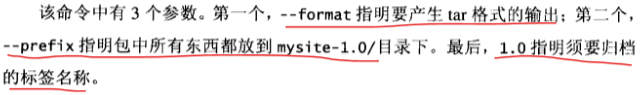 该命令中有 3 个参数。第一个，--format 指明要产生 tar 格式的输出；第二个，
--prefix 指明包中所有东西都放到 mysite-1.0/目录下。最后，1.0 指明须要归档
的标签名称。